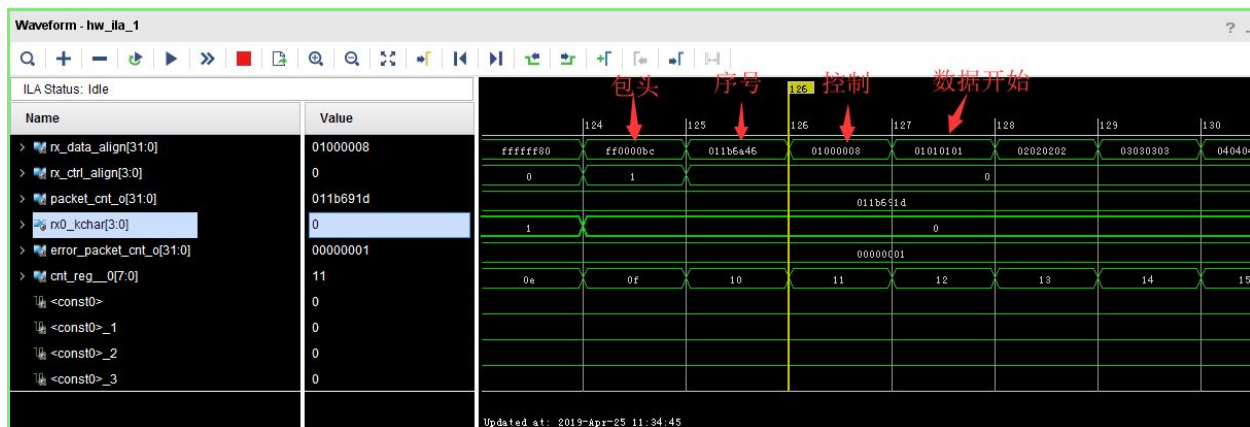 Waveform - hw_ila_1
?
ILA Status: Idle
Name Value
包头 序号 126 控制 数据开始
124 125 126 127 128 129 130
rx_data_align[31:0] 01000008 ffffff80 ff0000bc 011b6a46 01000008 01010101 02020202 03030303 040404
rx_ctrl_align[3:0] 0 0 1 0
packet_cnt_o[31:0] 011b691d 011b691d
rx0_kchar[3:0] 0 1 0
error_packet_cnt_o[31:0] 00000001 00000001
cnt_reg__0[7:0] 11 0e 0f 10 11 12 13 14 15
<const0> 0
<const0>_1 0
<const0>_2 0
<const0>_3 0
Updated at: 2019-Apr-25 11:34:45